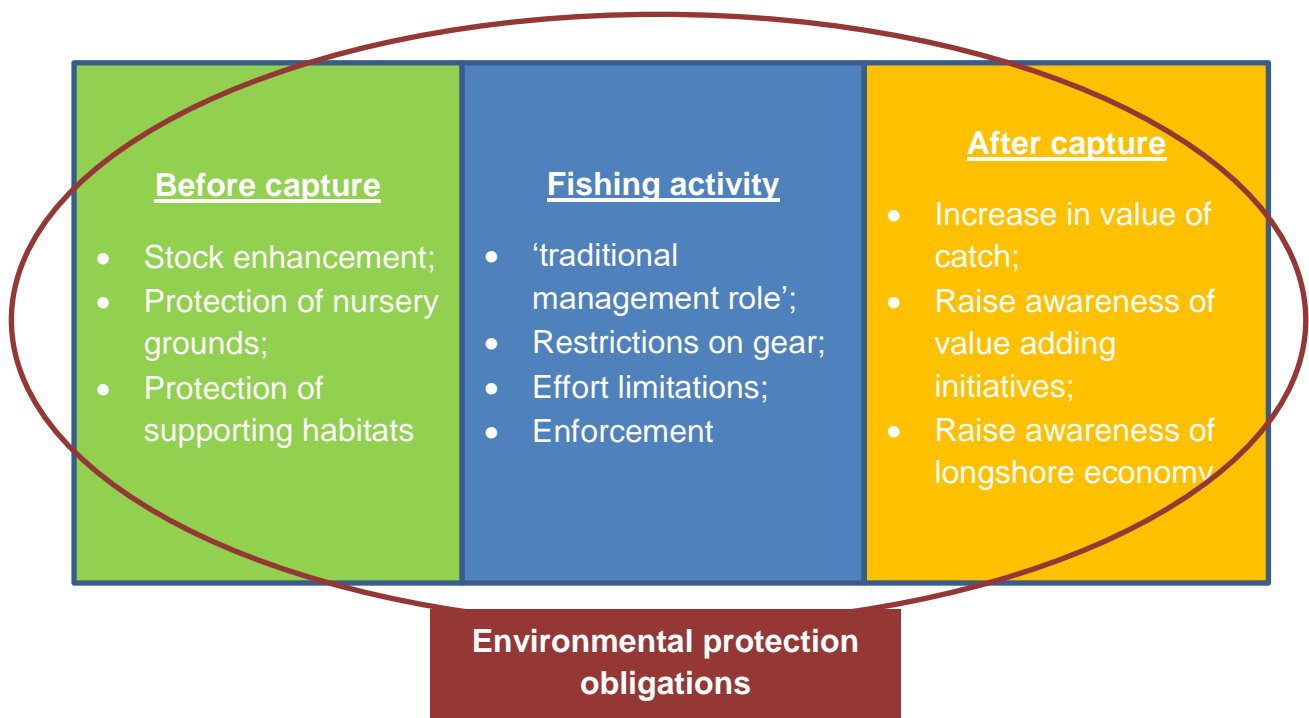 Before capture
• Stock enhancement;
• Protection of nursery
grounds;
• Protection of
supporting habitats
Fishing activity
• ‘traditional
management role’;
• Restrictions on gear;
• Effort limitations;
• Enforcement
After capture
• Increase in value of
catch;
• Raise awareness of
value adding
initiatives;
• Raise awareness of
longshore economy
Environmental protection
obligations